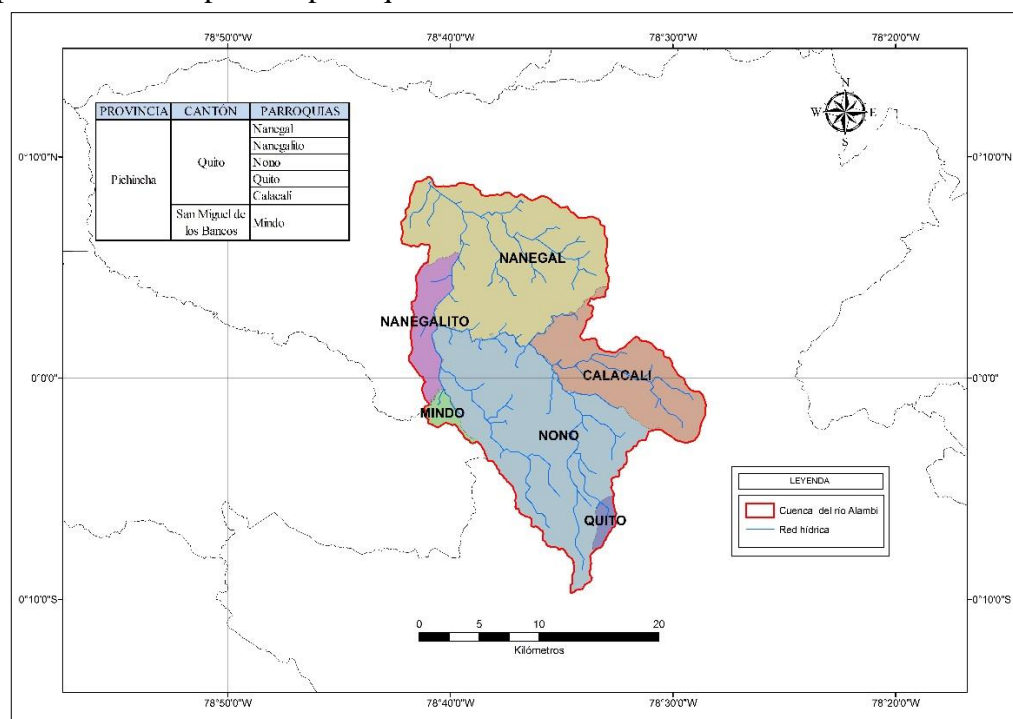 78°50'0"W 78°40'0"W 78°30'0"W 78°20'0"W
PROVINCIA CANTÓN PARROQUIAS
Pichincha
Quito
Nanegal
Nanegalito
Nono
Quito
Calacalí
San Miguel de
los Bancos
Mindo
N
W E
S
0°10'0"N 0°10'0"N
NANEGAL
NANEGALITO
0°0'0" 0°0'0"
CALACALÍ
MINDO
NONO
QUITO
LEYENDA
Cuenca del río Alambi
Red hídrica
0°10'0"S 0°10'0"S
0 5 10 20
Kilómetros
78°50'0"W 78°40'0"W 78°30'0"W 78°20'0"W